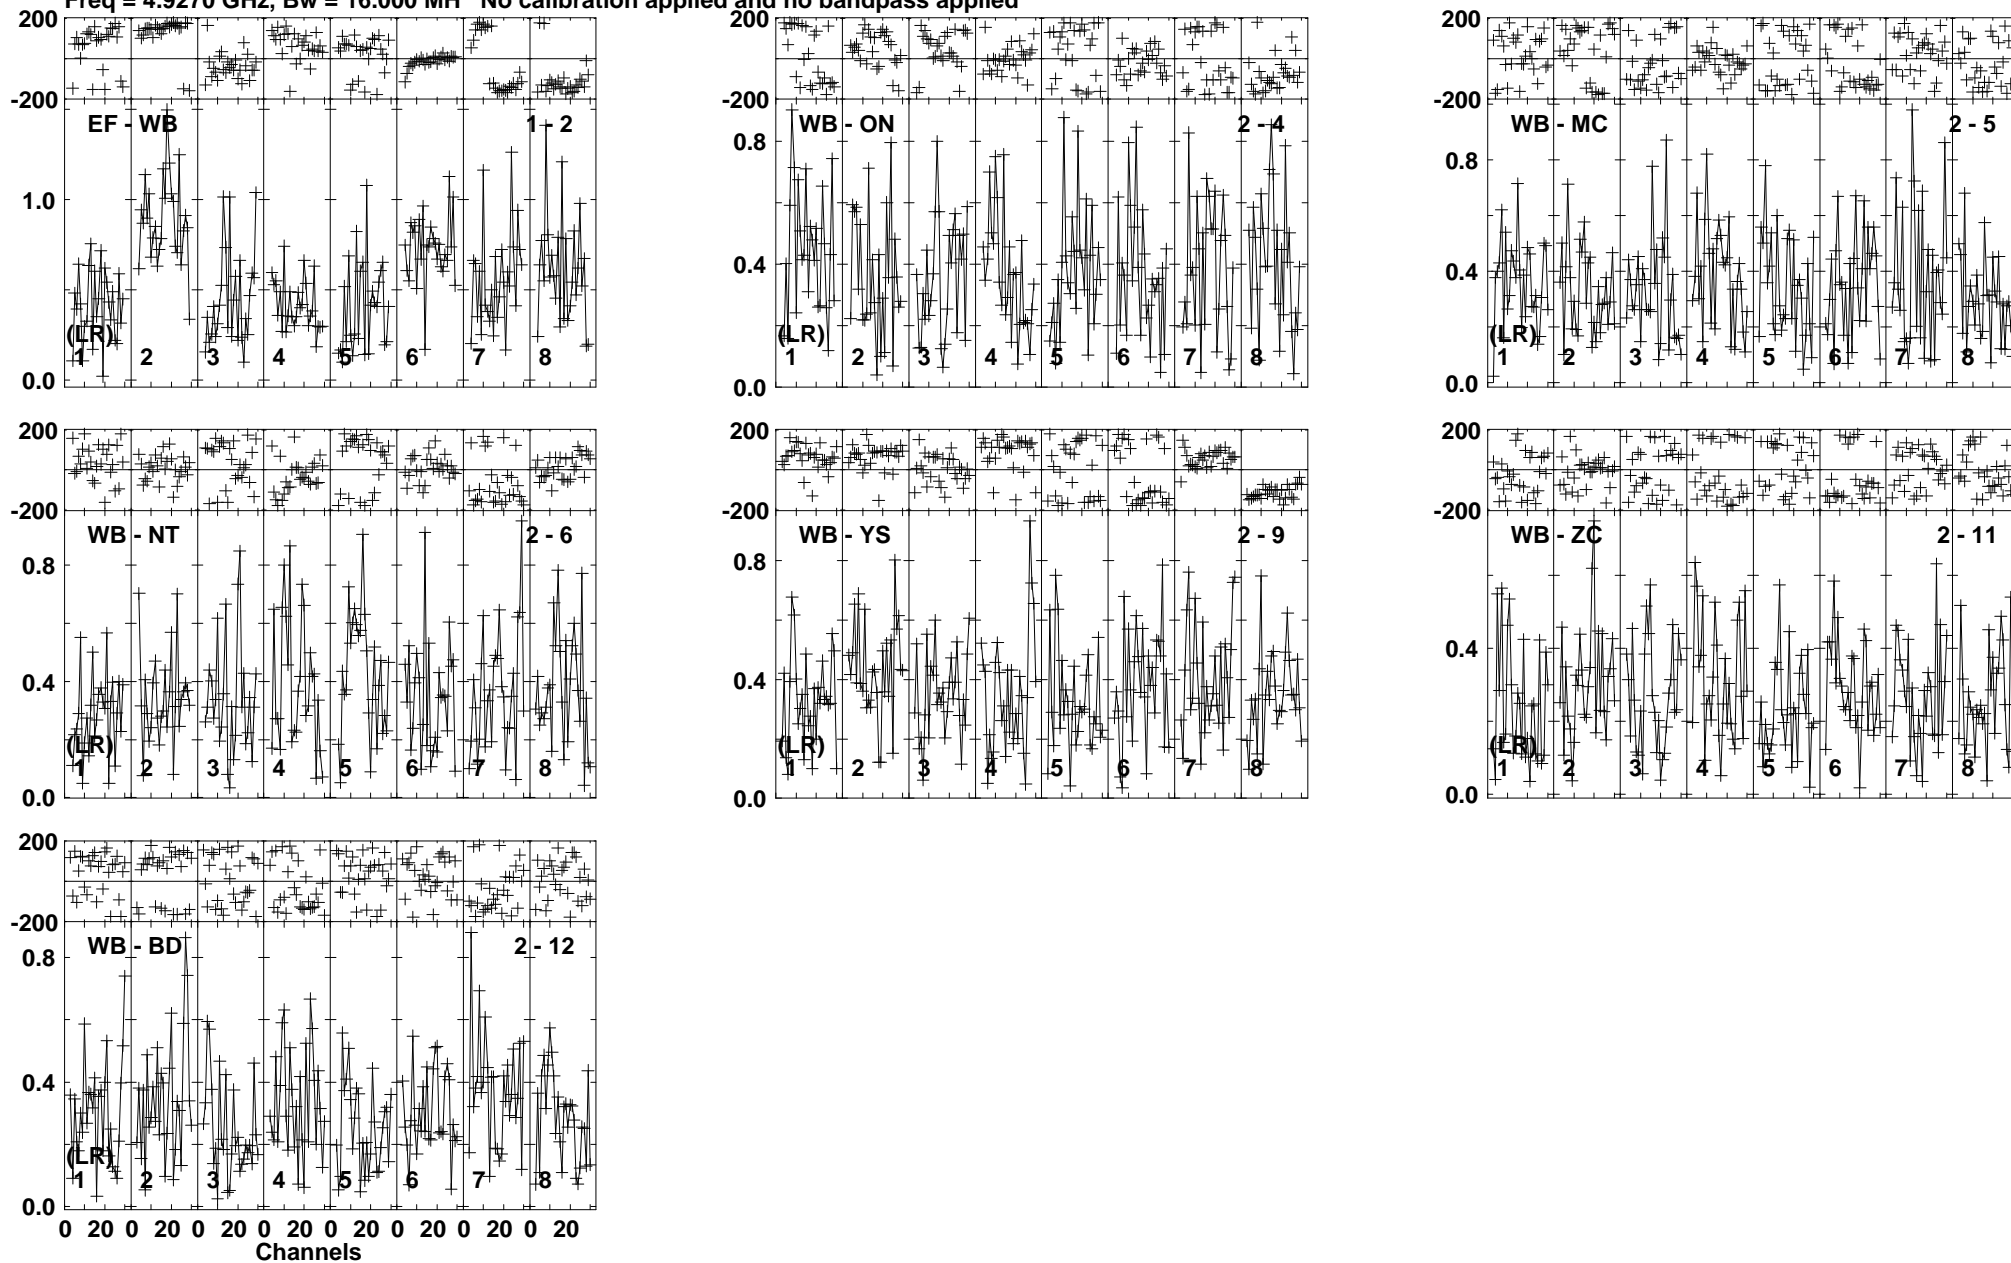 Freq = 4.9270 GHz, Bw = 16.000 MH No calibration applied and no bandpass applied
200 200 200
-200 -200 -200
EF - WB 1 - 2 WB - ON 2 - 4 WB - MC 2 - 5
0.8 0.8
1.0
0.4 0.4
(LR) (LR) (LR)
1 2 3 4 5 6 7 8 1 2 3 4 5 6 7 8 1 2 3 4 5 6 7 8
0.0 0.0 0.0
200 200 200
-200 -200 -200
WB - NT 2 - 6 WB - YS 2 - 9 WB - ZC 2 - 11
0.8 0.8
0.4 0.4 0.4
(LR) (LR) (LR)
1 2 3 4 5 6 7 8 1 2 3 4 5 6 7 8 1 2 3 4 5 6 7 8
0.0 0.0 0.0
200
-200
WB - BD 2 - 12
0.8
0.4
(LR)
1 2 3 4 5 6 7 8
0.0
0 20 0 20 0 20 0 20 0 20 0 20 0 20 0 20
Channels